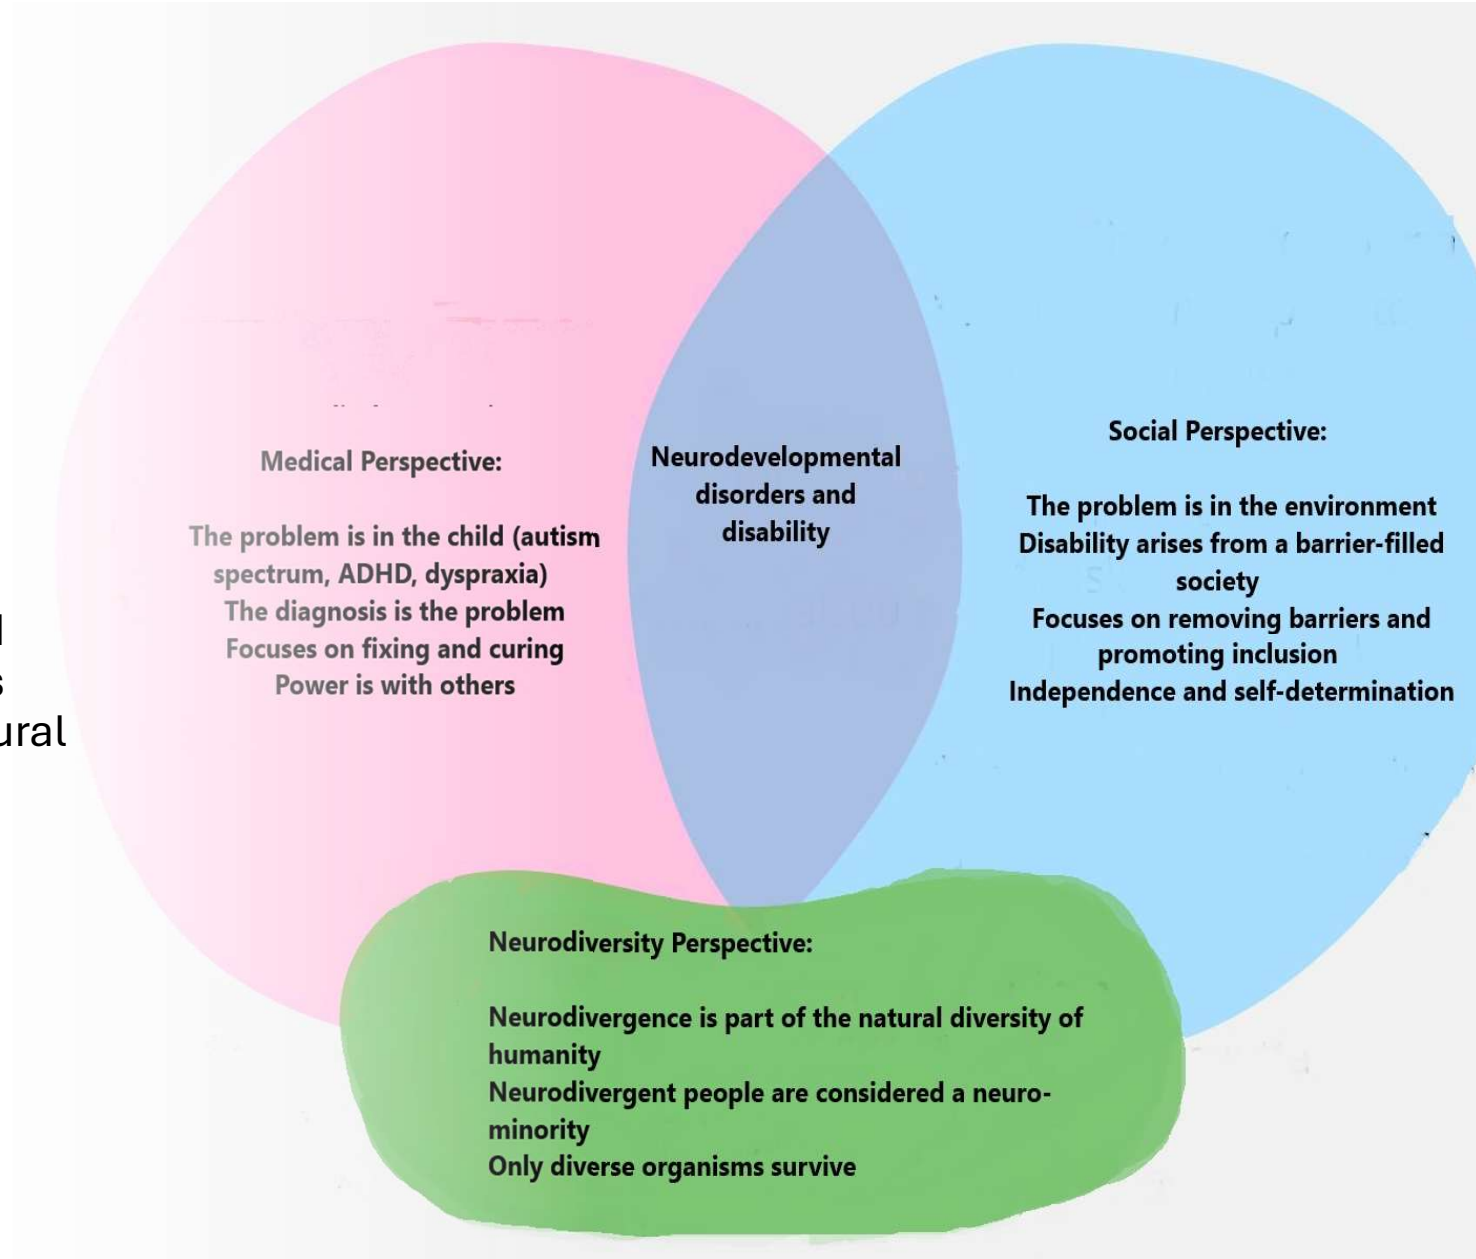 ural
Medical Perspective:
The problem is in the child (autism
spectrum, ADHD, dyspraxia)
The diagnosis is the problem
Focuses on fixing and curing
Power is with others
Neurodevelopmental
disorders and
disability
Social Perspective:
The problem is in the environment
Disability arises from a barrier-filled
society
Focuses on removing barriers and
promoting inclusion
Independence and self-determination
Neurodiversity Perspective:
Neurodivergence is part of the natural diversity of
humanity
Neurodivergent people are considered a neuro-
minority
Only diverse organisms survive